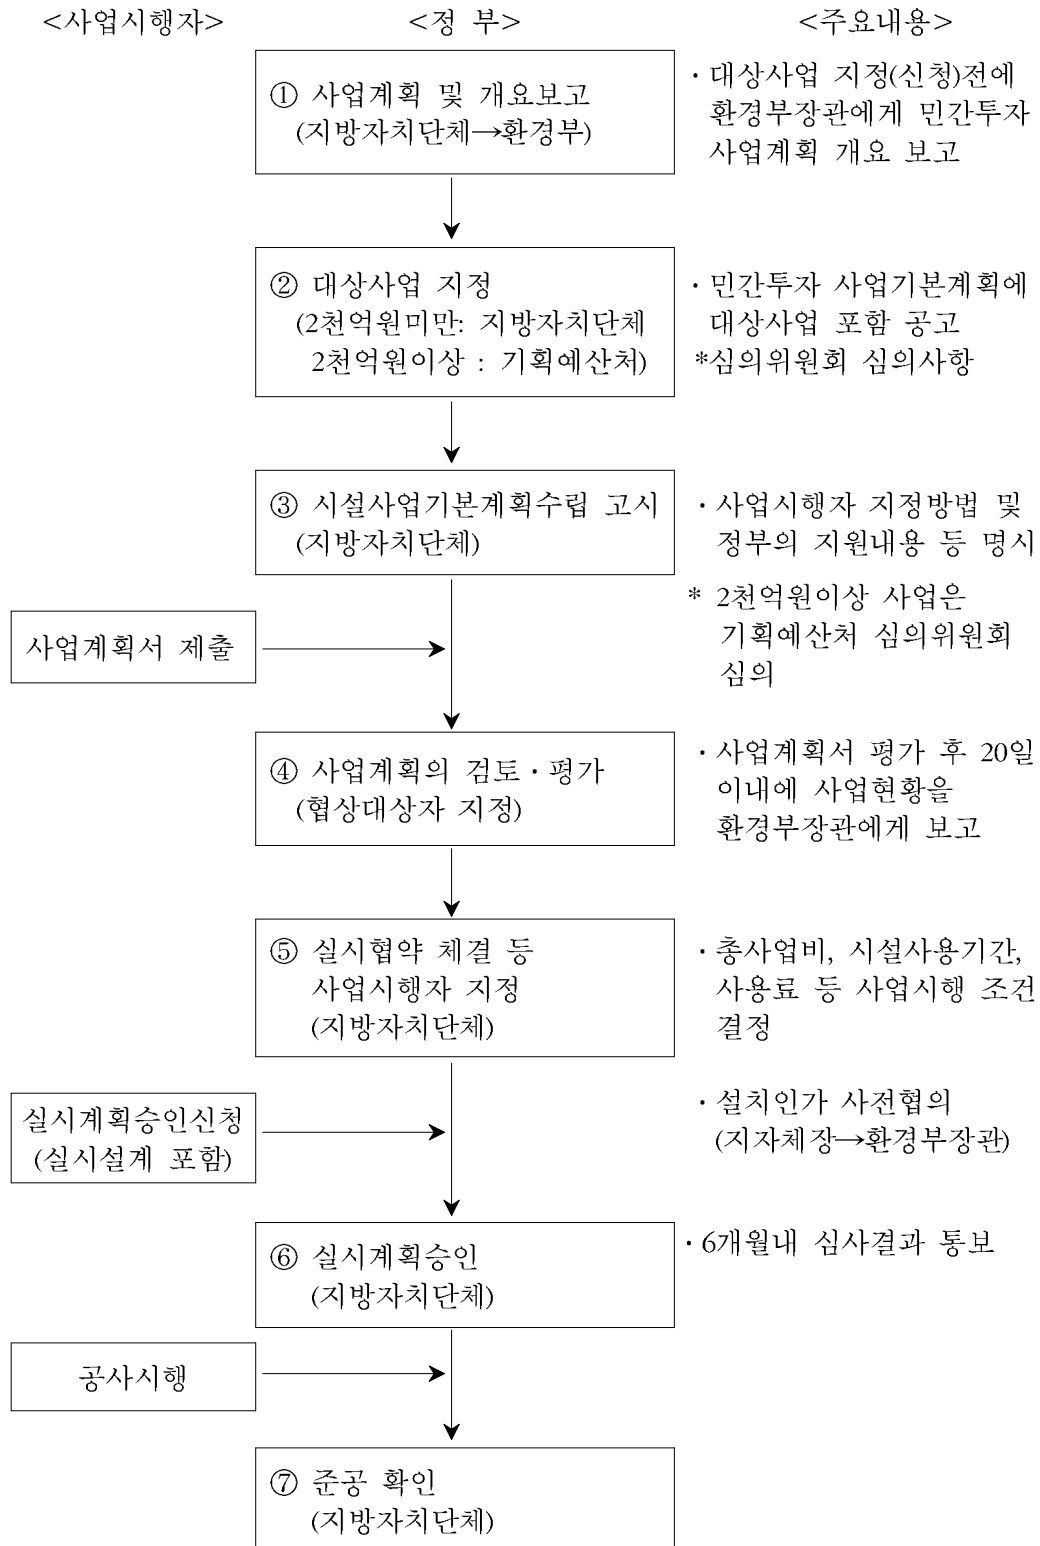 <사업시행자>
<정 부>
<주요내용>
① 사업계획 및 개요보고
(지방자치단체→환경부)
· 대상사업 지정(신청)전에
환경부장관에게 민간투자
사업계획 개요 보고
② 대상사업 지정
(2천억원미만: 지방자치단체
2천억원이상 : 기획예산처)
· 민간투자 사업기본계획에
대상사업 포함 공고
*심의위원회 심의사항
③ 시설사업기본계획수립 고시
(지방자치단체)
· 사업시행자 지정방법 및
정부의 지원내용 등 명시
* 2천억원이상 사업은
기획예산처 심의위원회
심의
사업계획서 제출
④ 사업계획의 검토·평가
(협상대상자 지정)
· 사업계획서 평가 후 20일
이내에 사업현황을
환경부장관에게 보고
⑤ 실시협약 체결 등
사업시행자 지정
(지방자치단체)
· 총사업비, 시설사용기간,
사용료 등 사업시행 조건
결정
실시계획승인신청
(실시설계 포함)
· 설치인가 사전협의
(지자체장→환경부장관)
⑥ 실시계획승인
(지방자치단체)
· 6개월내 심사결과 통보
공사시행
⑦ 준공 확인
(지방자치단체)